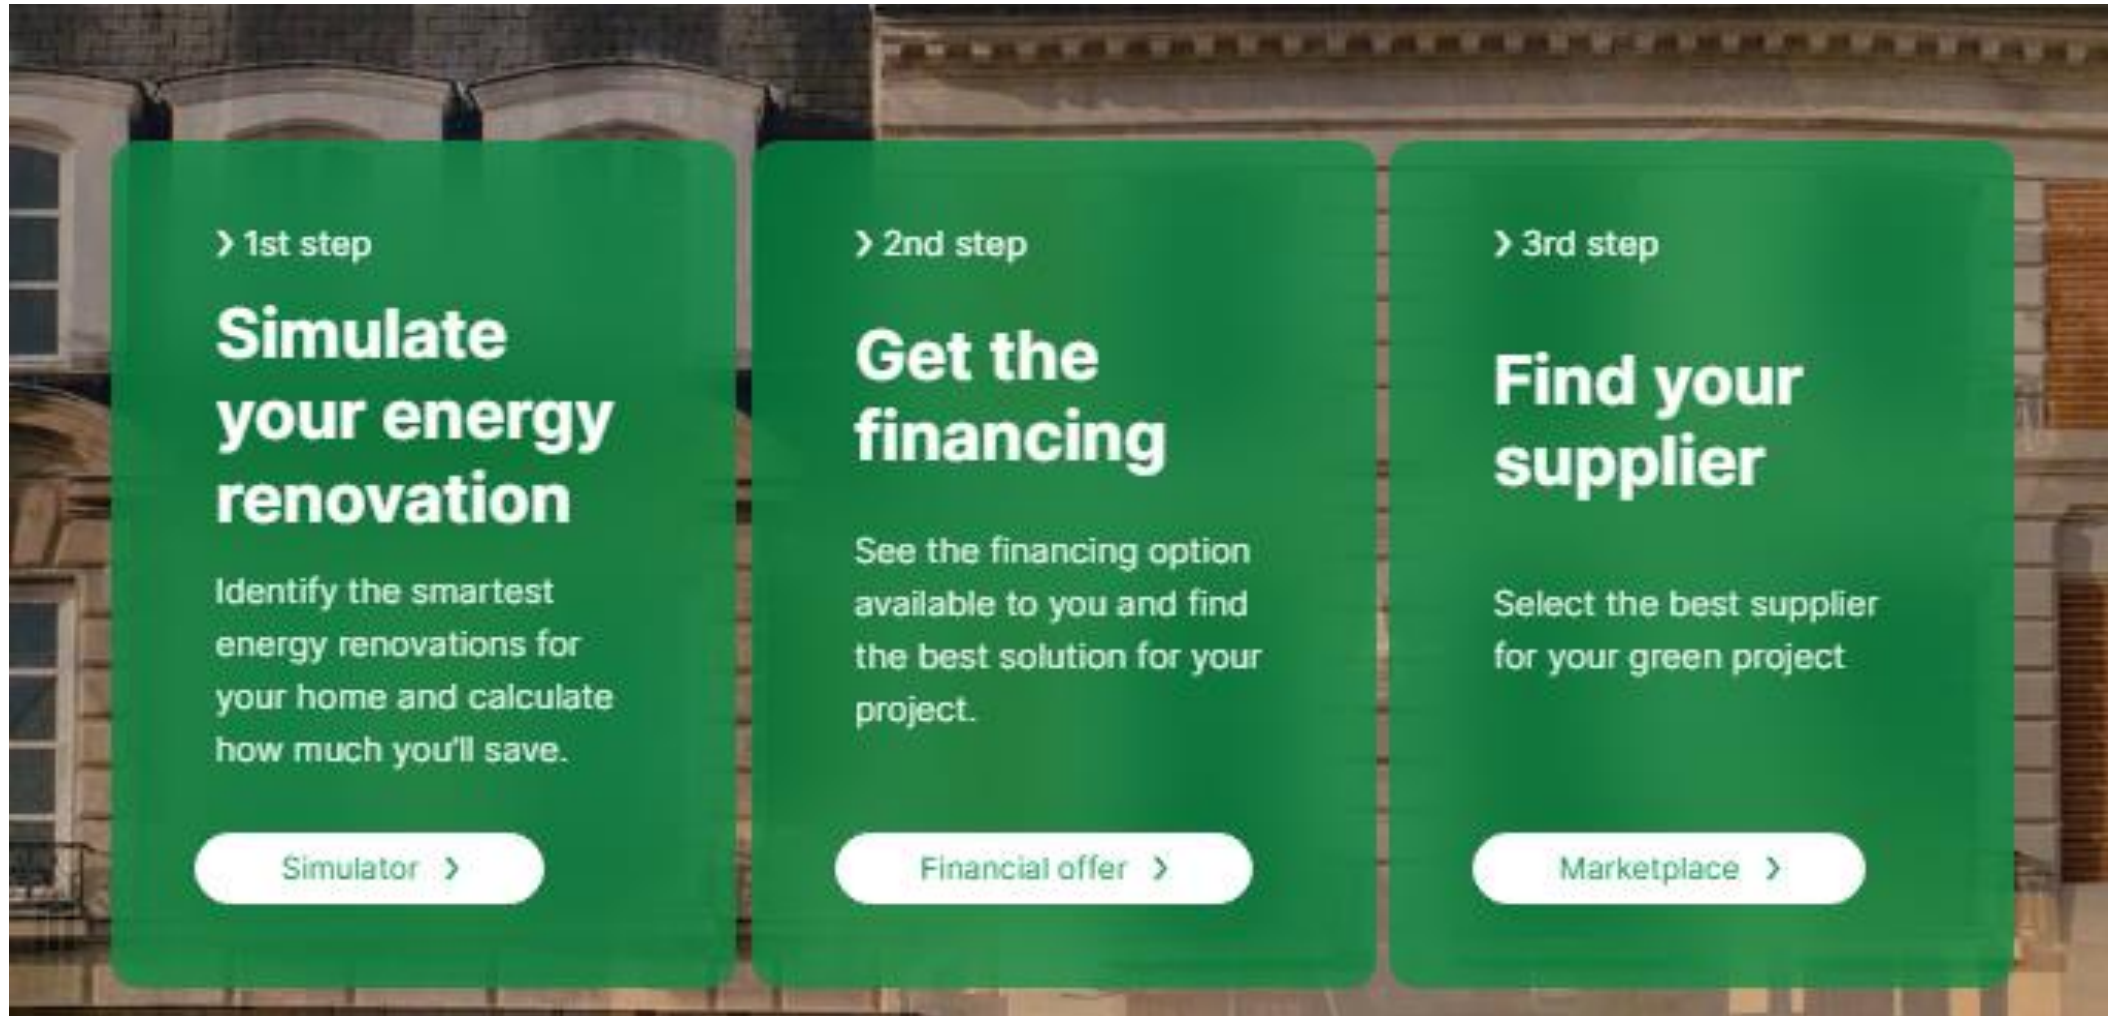 1st step
Simulate
your energy
renovation
Identify the smartest
energy renovations for
your home and calculate
how much you'll save.
Simulator
2nd step
Get the
financing
See the financing option
available to you and find
the best solution for your
project.
Financial offer
3rd step
Find your
supplier
Select the best supplier
for your green project
Marketplace